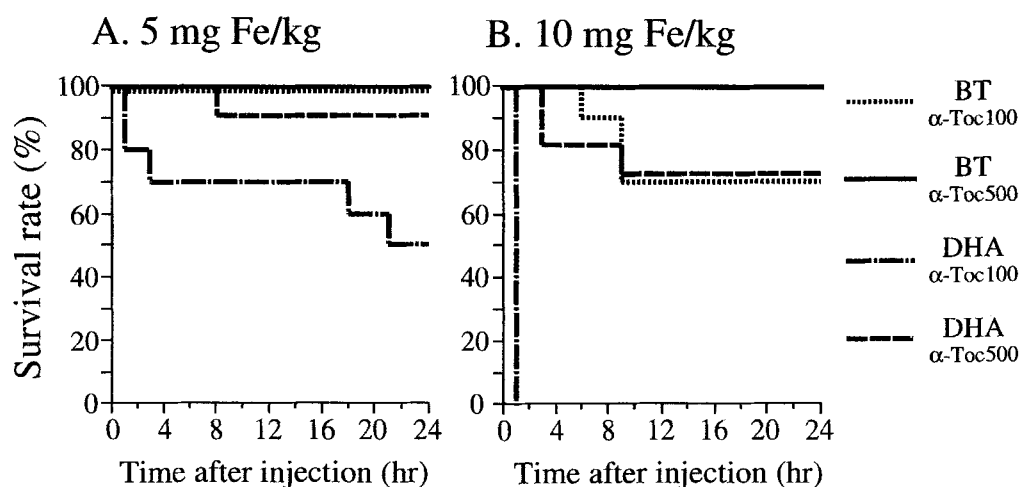 A. 5 mg Fe/kg
B. 10 mg Fe/kg
Survival rate (%)
100
80
60
40
20
0
0 4 8 12 16 20 24
Time after injection (hr)
100
80
60
40
20
0
0 4 8 12 16 20 24
Time after injection (hr)
BT
α-Toc100
BT
α-Toc500
DHA
α-Toc100
DHA
α-Toc500